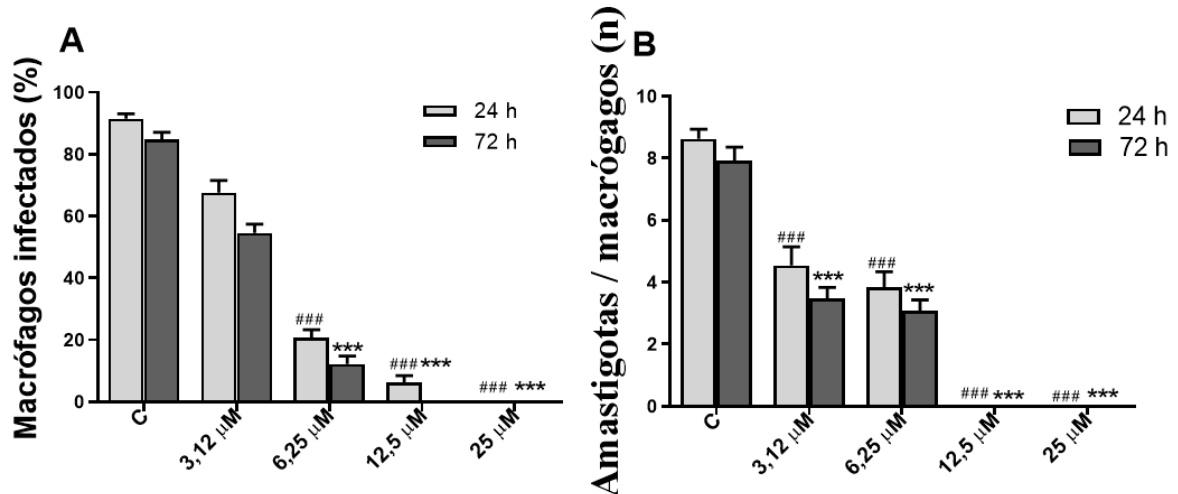 A
Macrófagos infectados (%)
100
80
60
40
20
0
24 h
72 h
###
***
### ***
### ***
C
3,12 μM
6,25 μM
12,5 μM
25 μM
B
Amastigotas / macrógagos (n)
10
8
6
4
2
0
24 h
72 h
###
***
###
***
### ***
### ***
C
3,12 μM
6,25 μM
12,5 μM
25 μM